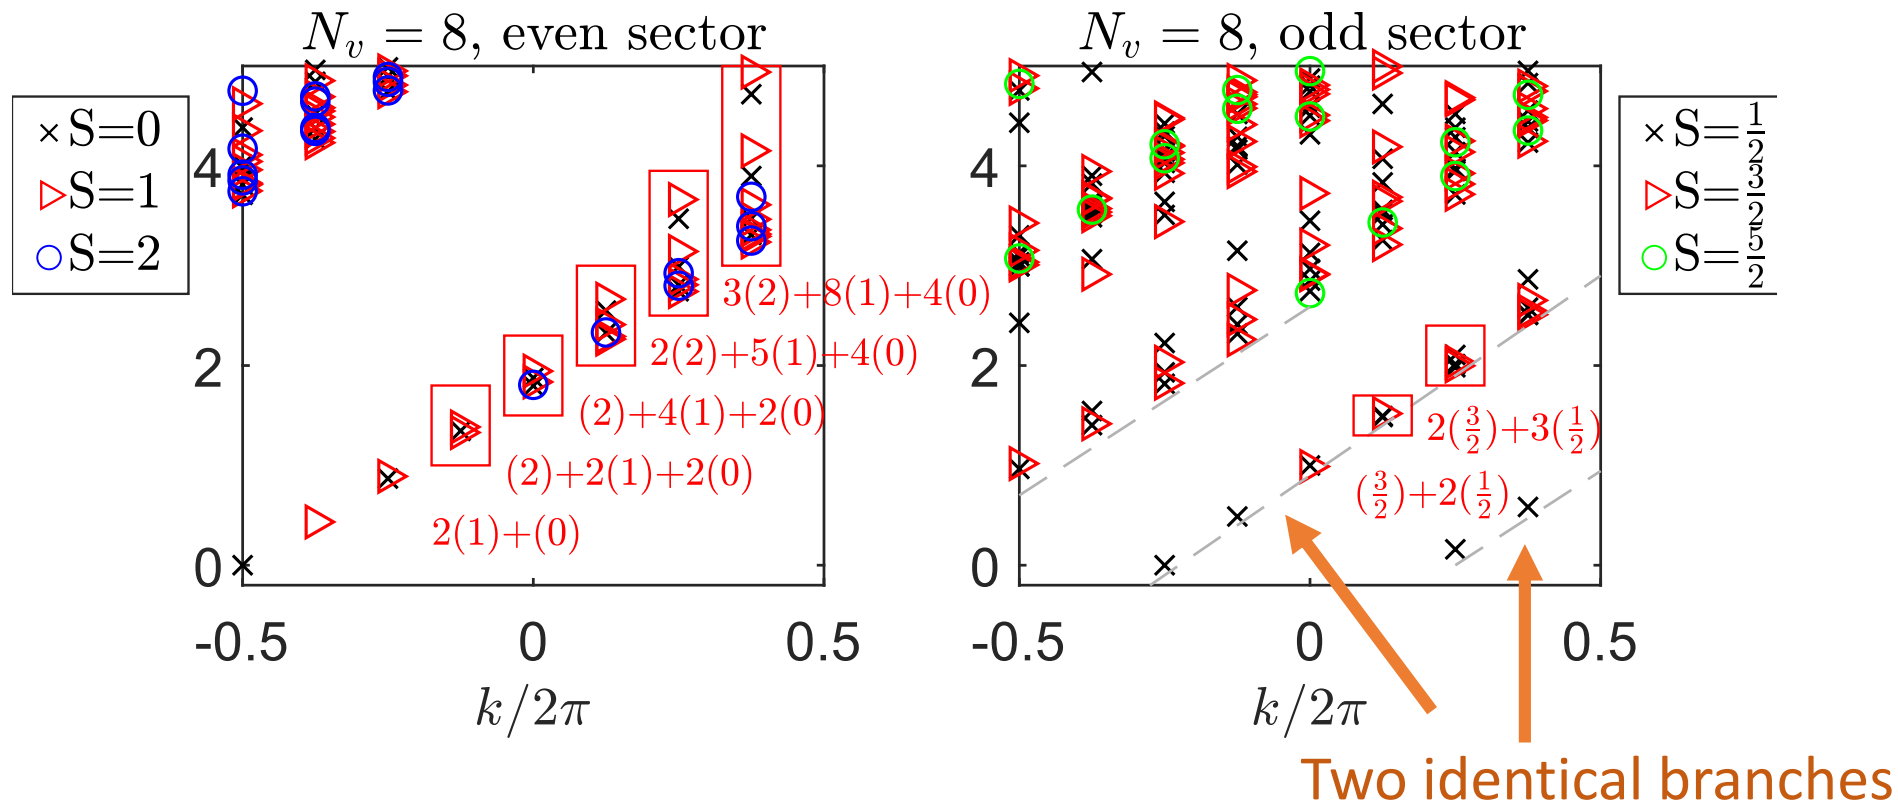 N_v = 8, even sector
S=0
S=1
S=2
4
2
0
-0.5
0
0.5
k/2π
3(2)+8(1)+4(0)
2(2)+5(1)+4(0)
(2)+4(1)+2(0)
(2)+2(1)+2(0)
2(1)+(0)
N_v = 8, odd sector
S=1/2
S=3/2
S=5/2
4
2
0
-0.5
0
0.5
k/2π
2(3/2)+3(1/2)
(3/2)+2(1/2)
Two identical branches